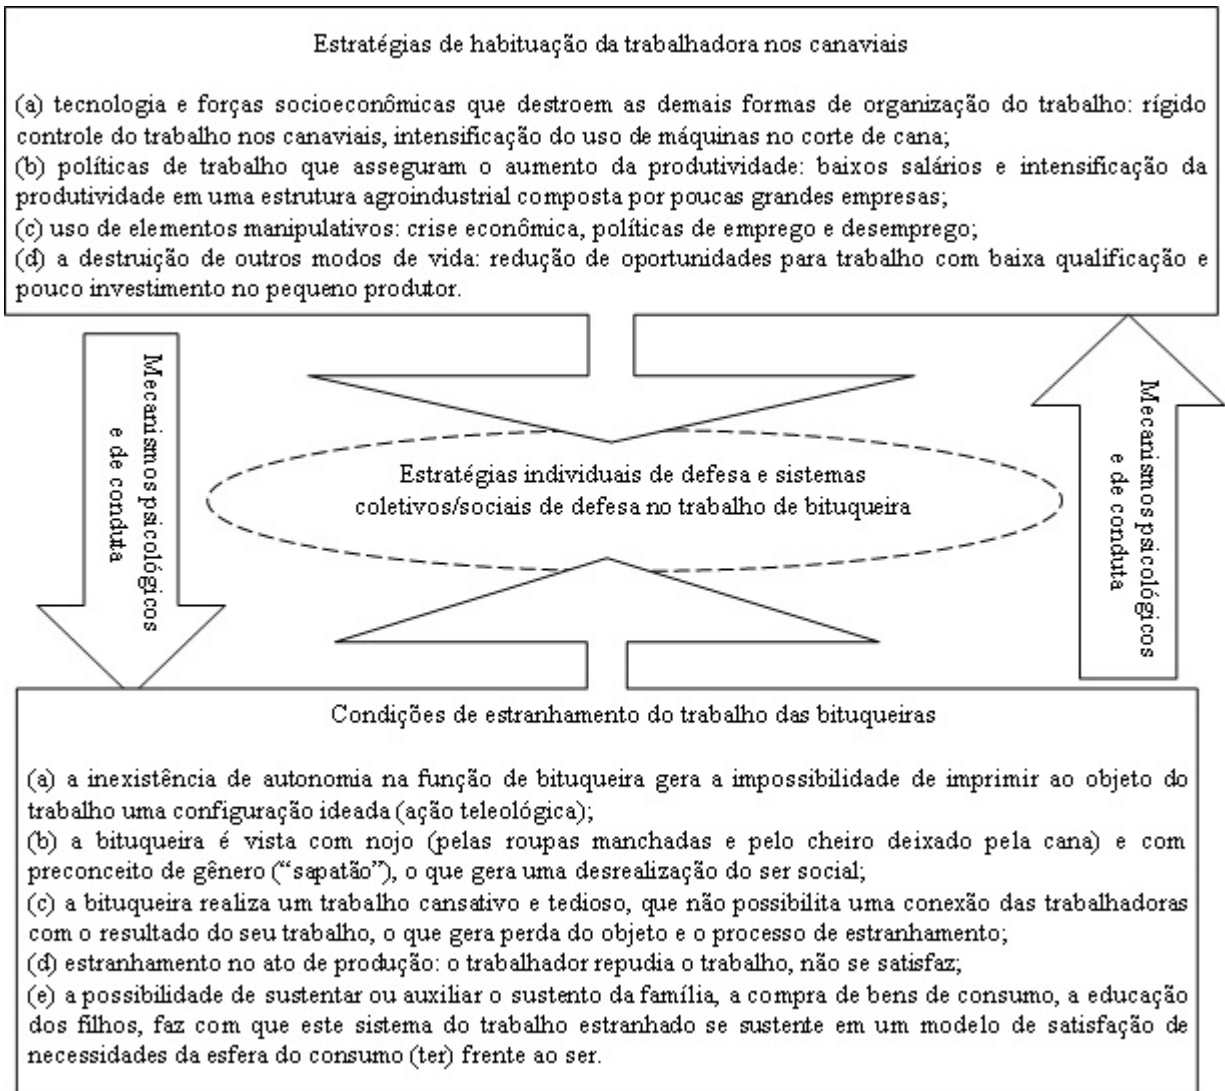 Estratégias de habituação da trabalhadora nos canaviais
(a) tecnologia e forças socioeconômicas que destroem as demais formas de organização do trabalho: rígido
controle do trabalho nos canaviais, intensificação do uso de máquinas no corte de cana;
(b) políticas de trabalho que asseguram o aumento da produtividade: baixos salários e intensificação da
produtividade em uma estrutura agroindustrial composta por poucas grandes empresas;
(c) uso de elementos manipulativos: crise econômica, políticas de emprego e desemprego;
(d) a destruição de outros modos de vida: redução de oportunidades para trabalho com baixa qualificação e
pouco investimento no pequeno produtor.
Mecanismos psicológicos
e de conduta
Estratégias individuais de defesa e sistemas
coletivos/sociais de defesa no trabalho de bituqueira
Mecanismos psicológicos
e de conduta
Condições de estranhamento do trabalho das bituqueiras
(a) a inexistência de autonomia na função de bituqueira gera a impossibilidade de imprimir ao objeto do
trabalho uma configuração ideada (ação teleológica);
(b) a bituqueira é vista com nojo (pelas roupas manchadas e pelo cheiro deixado pela cana) e com
preconceito de gênero (“sapatão”), o que gera uma desrealização do ser social;
(c) a bituqueira realiza um trabalho cansativo e tedioso, que não possibilita uma conexão das trabalhadoras
com o resultado do seu trabalho, o que gera perda do objeto e o processo de estranhamento;
(d) estranhamento no ato de produção: o trabalhador repudia o trabalho, não se satisfaz;
(e) a possibilidade de sustentar ou auxiliar o sustento da família, a compra de bens de consumo, a educação
dos filhos, faz com que este sistema do trabalho estranhado se sustente em um modelo de satisfação de
necessidades da esfera do consumo (ter) frente ao ser.